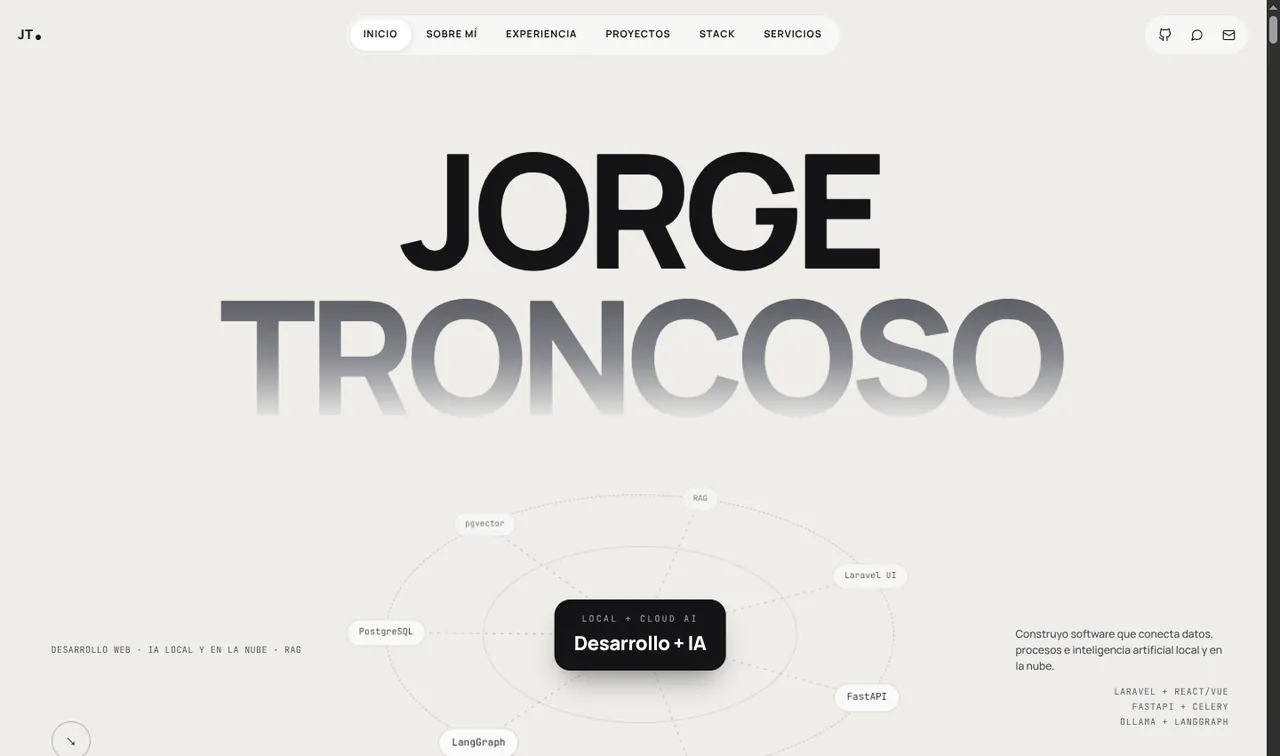 JT.
INICIO
SOBRE MÍ
EXPERIENCIA
PROYECTOS
STACK
SERVICIOS
JORGE
TRONCOSO
RAG
pgvector
Laravel UI
LOCAL + CLOUD AI
Desarrollo + IA
PostgreSQL
DESARROLLO WEB · IA LOCAL Y EN LA NUBE · RAG
Construyo software que conecta datos,
procesos e inteligencia artificial local y en
la nube.
LARAVEL + REACT/VUE
FASTAPI + CELERY
OLLAMA + LANGGRAPH
FastAPI
LangGraph